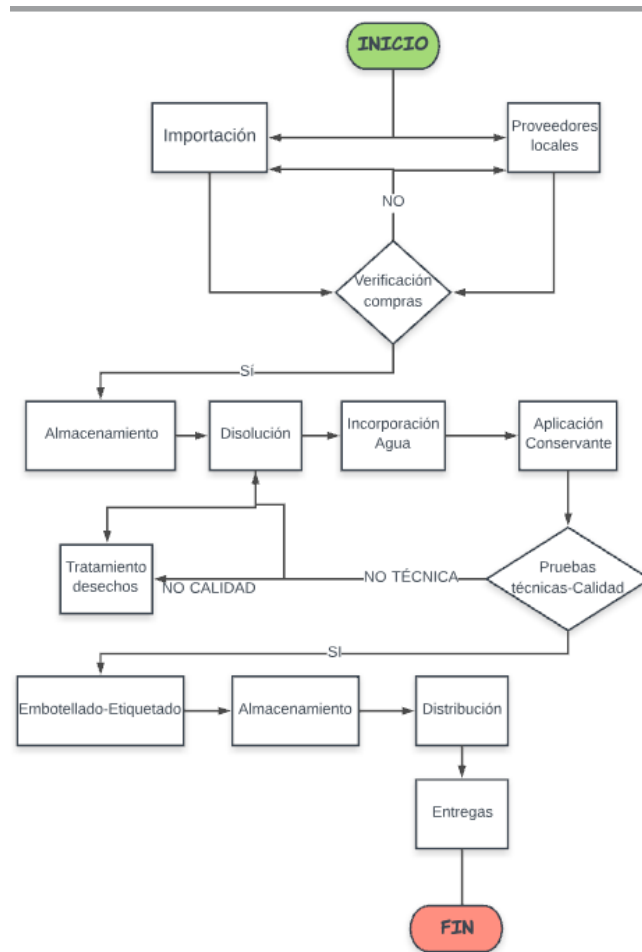 INICIO
Importación
Proveedores
locales
NO
Verificación
compras
Sí
Almacenamiento
Disolución
Incorporación
Agua
Aplicación
Conservante
Tratamiento
desechos
NO CALIDAD
NO TÉCNICA
Pruebas
técnicas-Calidad
SI
Embotellado-Etiquetado
Almacenamiento
Distribución
Entregas
FIN